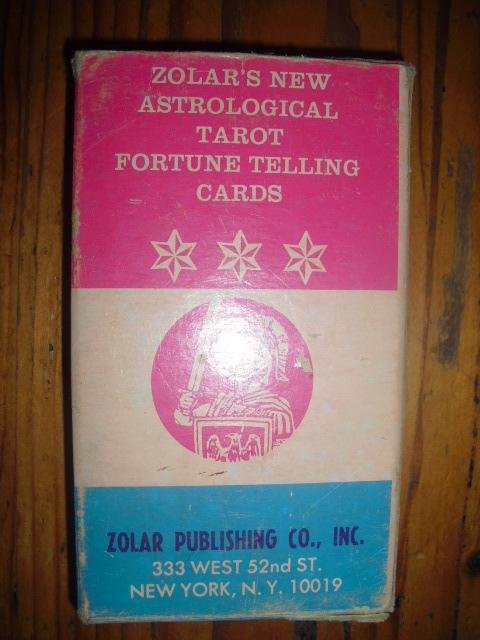 ZOLAR'S NEW
ASTROLOGICAL
TAROT
FORTUNE TELLING
CARDS
ZOLAR PUBLISHING CO., INC.
333 WEST 52nd ST.
NEW YORK, N. Y. 10019